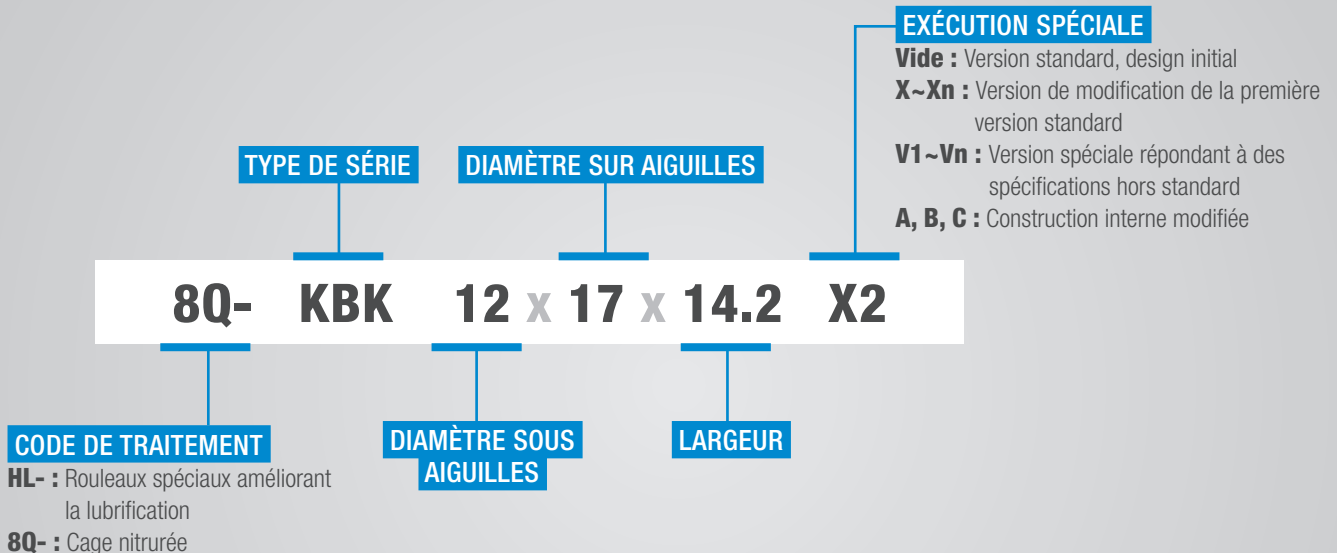 EXÉCUTION SPÉCIALE
Vide : Version standard, design initial
X~Xn : Version de modification de la première
version standard
V1~Vn : Version spéciale répondant à des
spécifications hors standard
A, B, C : Construction interne modifiée
TYPE DE SÉRIE
DIAMÈTRE SUR AIGUILLES
8Q- KBK 12 x 17 x 14.2 X2
CODE DE TRAITEMENT
HL- : Rouleaux spéciaux améliorant
la lubrification
8Q- : Cage nitrurée
DIAMÈTRE SOUS
AIGUILLES
LARGEUR